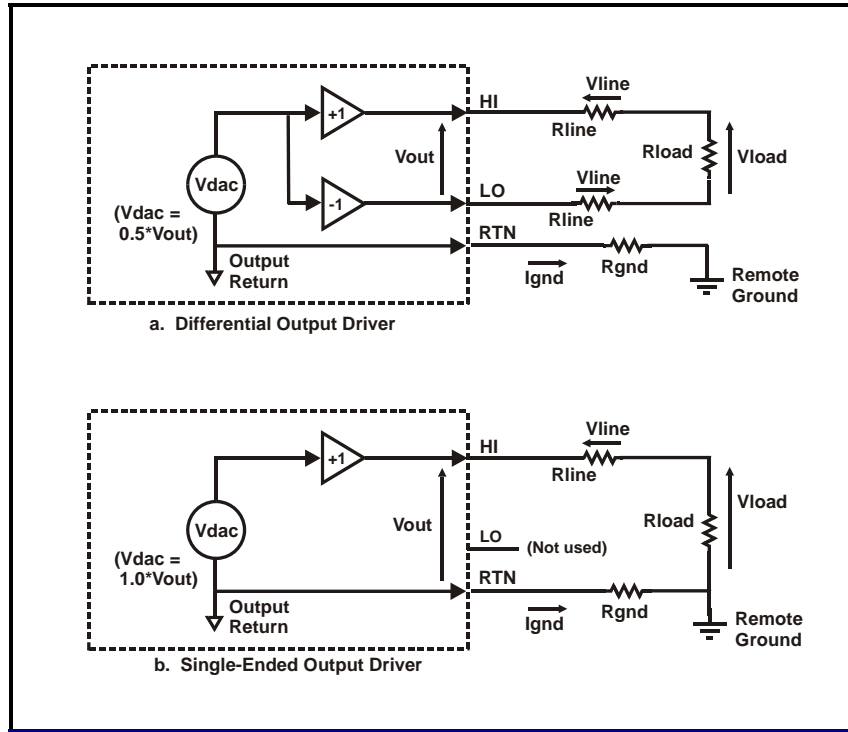 Vline
HI
+1
Rline
Vout
Rload
Vload
Vdac
Vline
(Vdac =
0.5*Vout)
-1
LO
Rline
RTN
Output
Return
Ignd
Rgnd
Remote
Ground
a. Differential Output Driver
Vline
HI
+1
Rline
Vload
Vdac
Vout
Rload
LO
(Not used)
(Vdac =
1.0*Vout)
RTN
Output
Return
Ignd
Rgnd
Remote
Ground
b. Single-Ended Output Driver